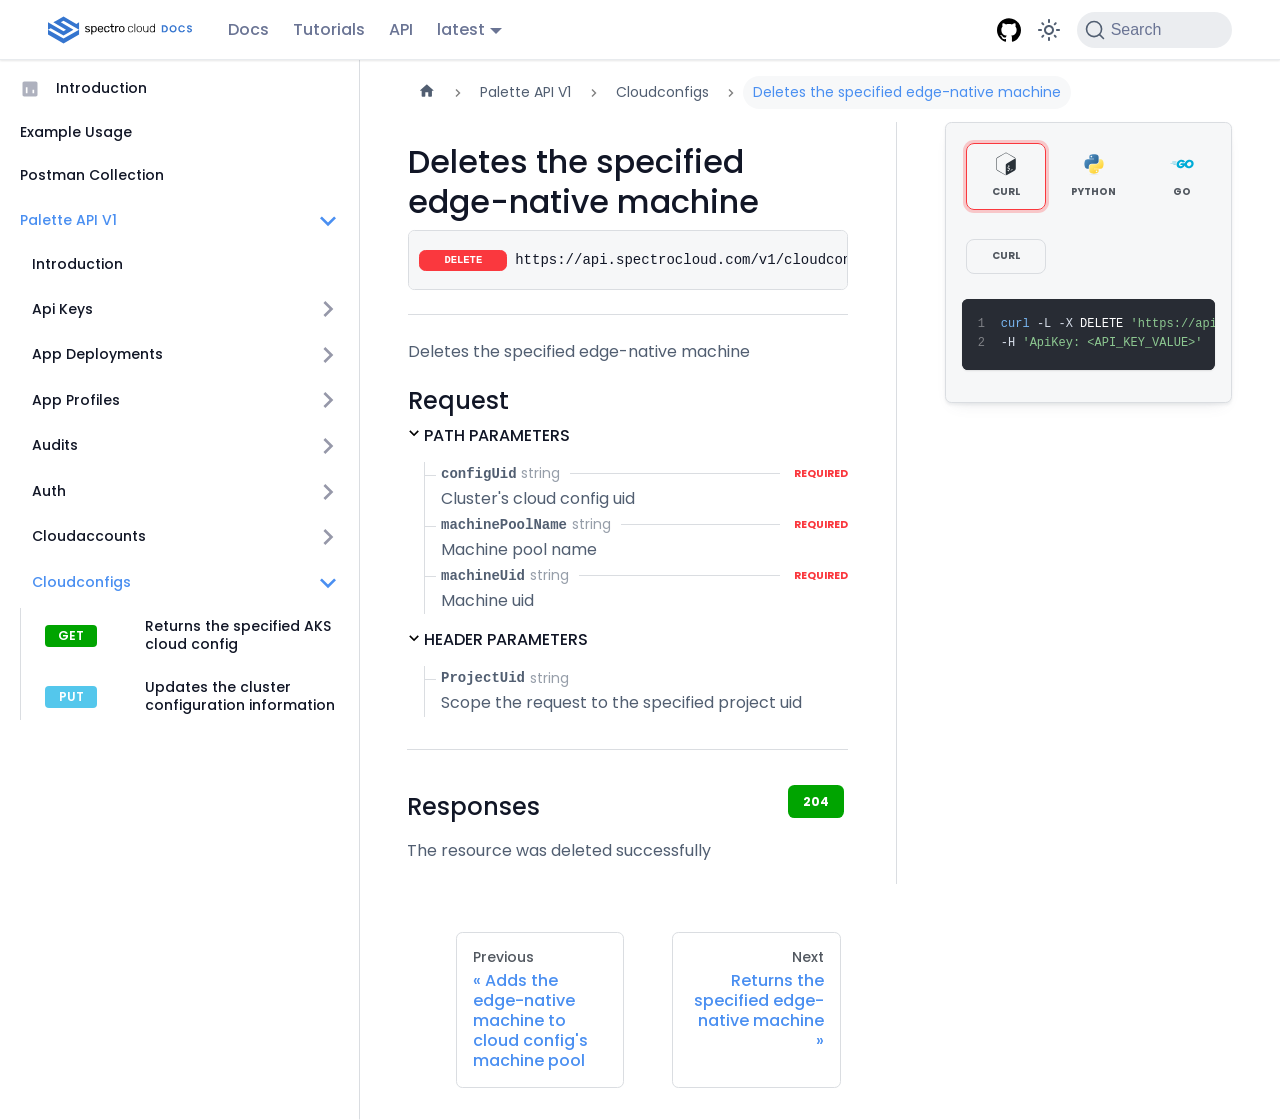 spectro cloud DOCS
Docs
Tutorials
API
latest
Search
Introduction
Example Usage
Postman Collection
Palette API V1
Introduction
Api Keys
App Deployments
App Profiles
Audits
Auth
Cloudaccounts
Cloudconfigs
GET
Returns the specified AKS
cloud config
PUT
Updates the cluster
configuration information
Palette API V1
Cloudconfigs
Deletes the specified edge-native machine
Deletes the specified
edge-native machine
DELETE https://api.spectrocloud.com/v1/cloudcon
Deletes the specified edge-native machine
Request
PATH PARAMETERS
configUid string REQUIRED
Cluster's cloud config uid
machinePoolName string REQUIRED
Machine pool name
machineUid string REQUIRED
Machine uid
HEADER PARAMETERS
ProjectUid string
Scope the request to the specified project uid
Responses
204
The resource was deleted successfully
CURL
PYTHON
GO
GO
CURL
1 curl -L -X DELETE 'https://api
2 -H 'ApiKey: <API_KEY_VALUE>'
Previous
« Adds the
edge-native
machine to
cloud config's
machine pool
Next
Returns the
specified edge-
native machine
»